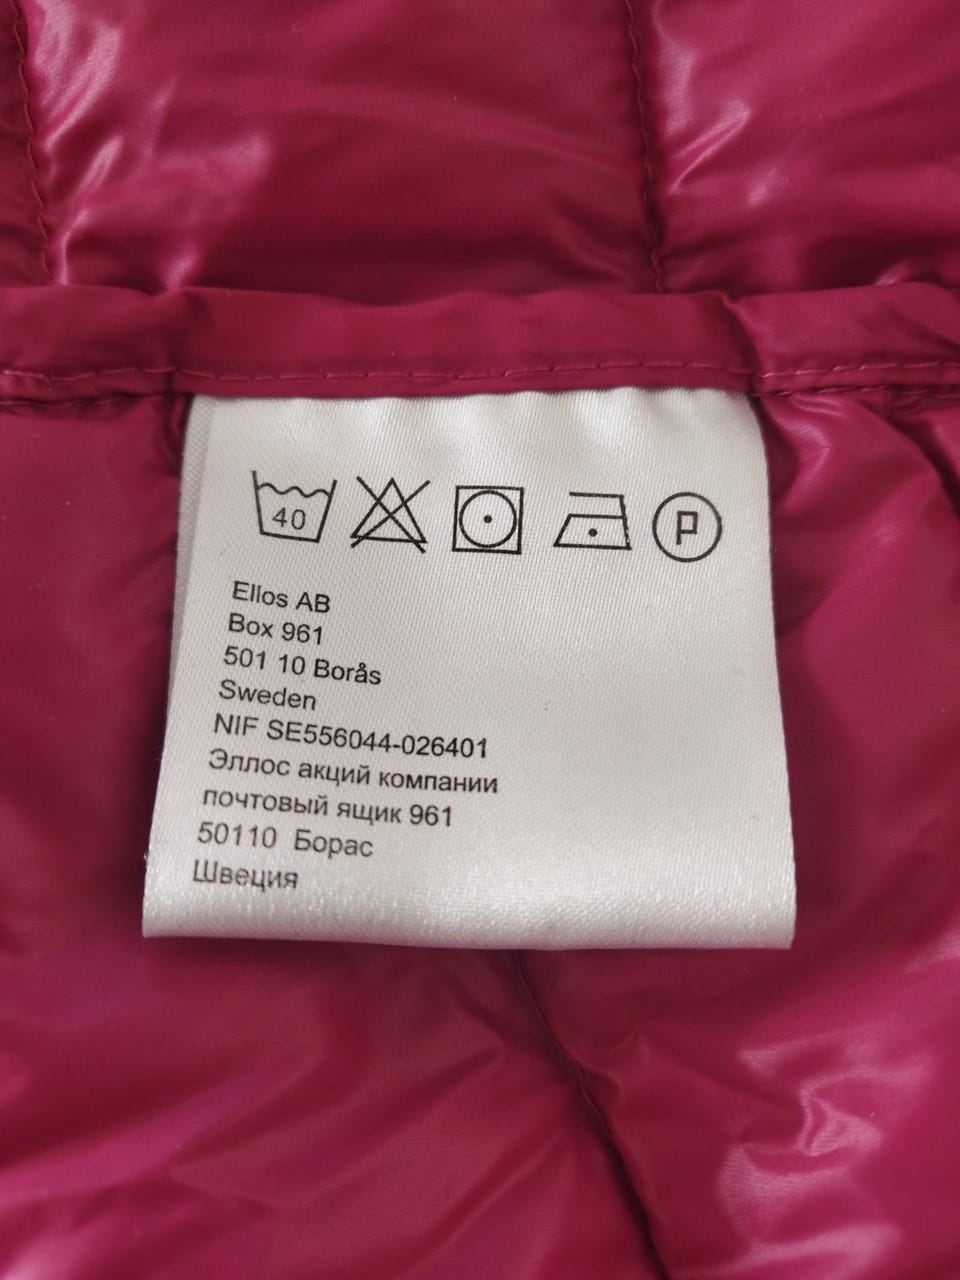 40 P
Ellos AB
Box 961
501 10 Borås
Sweden
NIF SE556044-026401
Эллос акций компании
почтовый ящик 961
50110 Борас
Швеция